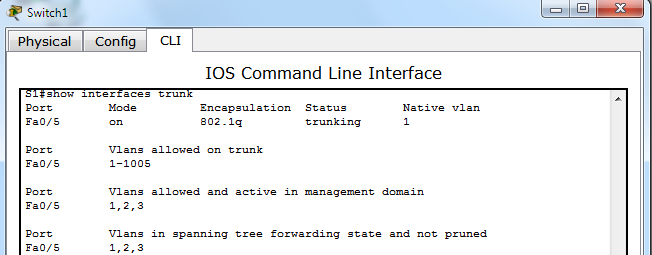 Switch1
Physical Config CLI
IOS Command Line Interface
S1#show interfaces trunk
Port Mode Encapsulation Status Native vlan
Fa0/5 on 802.1q trunking 1
Port Vlans allowed on trunk
Fa0/5 1-1005
Port Vlans allowed and active in management domain
Fa0/5 1,2,3
Port Vlans in spanning tree forwarding state and not pruned
Fa0/5 1,2,3